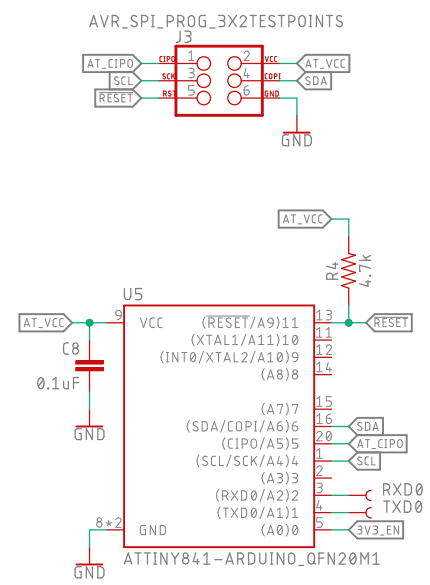 AVR_SPI_PROG_3X2TESTPOINTS
J3
AT_CIPO CIPO 1 2 VCC AT_VCC
SCL SCK 3 4 COPI SDA
RESET RST 5 6 GND
GND
AT_VCC
R4
4.7k
U5
AT_VCC 9 VCC (RESET/A9)11 13 RESET
(XTAL1/A11)10 11
(INT0/XTAL2/A10)9 12
(A8)8 14
C8
0.1uF
(A7)7 15
(SDA/COPI/A6)6 16 SDA
(CIPO/A5)5 20 AT_CIPO
(SCL/SCK/A4)4 1 SCL
GND
(A3)3 2
(RXD0/A2)2 3 RXD0
(TXD0/A1)1 4 TXD0
8*2 GND (A0)0 5 3V3_EN
ATTINY841-ARDUINO_QFN20M1
GND